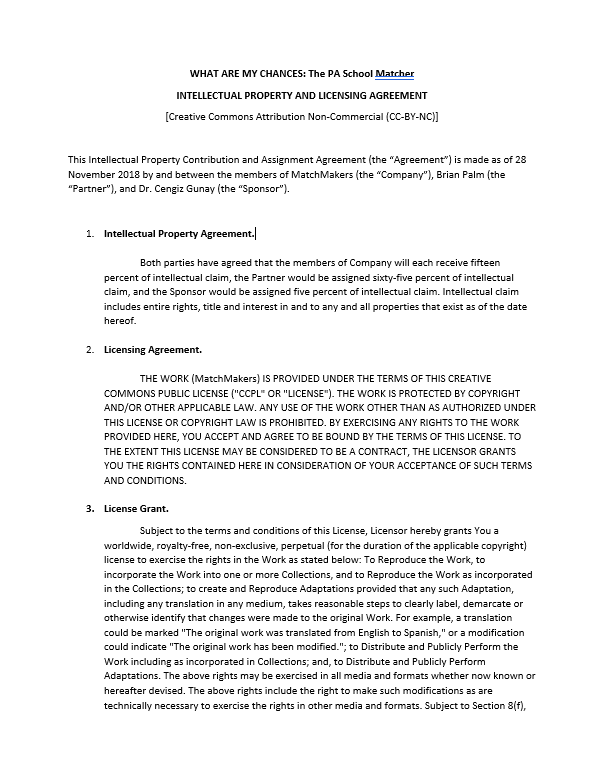 WHAT ARE MY CHANCES: The PA School Matcher
INTELLECTUAL PROPERTY AND LICENSING AGREEMENT
[Creative Commons Attribution Non-Commercial (CC-BY-NC)]
This Intellectual Property Contribution and Assignment Agreement (the “Agreement”) is made as of 28
November 2018 by and between the members of MatchMakers (the “Company”), Brian Palm (the
“Partner”), and Dr. Cengiz Gunay (the “Sponsor”).
1. Intellectual Property Agreement.
Both parties have agreed that the members of Company will each receive fifteen
percent of intellectual claim, the Partner would be assigned sixty-five percent of intellectual
claim, and the Sponsor would be assigned five percent of intellectual claim. Intellectual claim
includes entire rights, title and interest in and to any and all properties that exist as of the date
hereof.
2. Licensing Agreement.
THE WORK (MatchMakers) IS PROVIDED UNDER THE TERMS OF THIS CREATIVE
COMMONS PUBLIC LICENSE ("CCPL" OR "LICENSE"). THE WORK IS PROTECTED BY COPYRIGHT
AND/OR OTHER APPLICABLE LAW. ANY USE OF THE WORK OTHER THAN AS AUTHORIZED UNDER
THIS LICENSE OR COPYRIGHT LAW IS PROHIBITED. BY EXERCISING ANY RIGHTS TO THE WORK
PROVIDED HERE, YOU ACCEPT AND AGREE TO BE BOUND BY THE TERMS OF THIS LICENSE. TO
THE EXTENT THIS LICENSE MAY BE CONSIDERED TO BE A CONTRACT, THE LICENSOR GRANTS
YOU THE RIGHTS CONTAINED HERE IN CONSIDERATION OF YOUR ACCEPTANCE OF SUCH TERMS
AND CONDITIONS.
3. License Grant.
Subject to the terms and conditions of this License, Licensor hereby grants You a
worldwide, royalty-free, non-exclusive, perpetual (for the duration of the applicable copyright)
license to exercise the rights in the Work as stated below: To Reproduce the Work, to
incorporate the Work into one or more Collections, and to Reproduce the Work as incorporated
in the Collections; to create and Reproduce Adaptations provided that any such Adaptation,
including any translation in any medium, takes reasonable steps to clearly label, demarcate or
otherwise identify that changes were made to the original Work. For example, a translation
could be marked "The original work was translated from English to Spanish," or a modification
could indicate "The original work has been modified."; to Distribute and Publicly Perform the
Work including as incorporated in Collections; and, to Distribute and Publicly Perform
Adaptations. The above rights may be exercised in all media and formats whether now known or
hereafter devised. The above rights include the right to make such modifications as are
technically necessary to exercise the rights in other media and formats. Subject to Section 8(f),